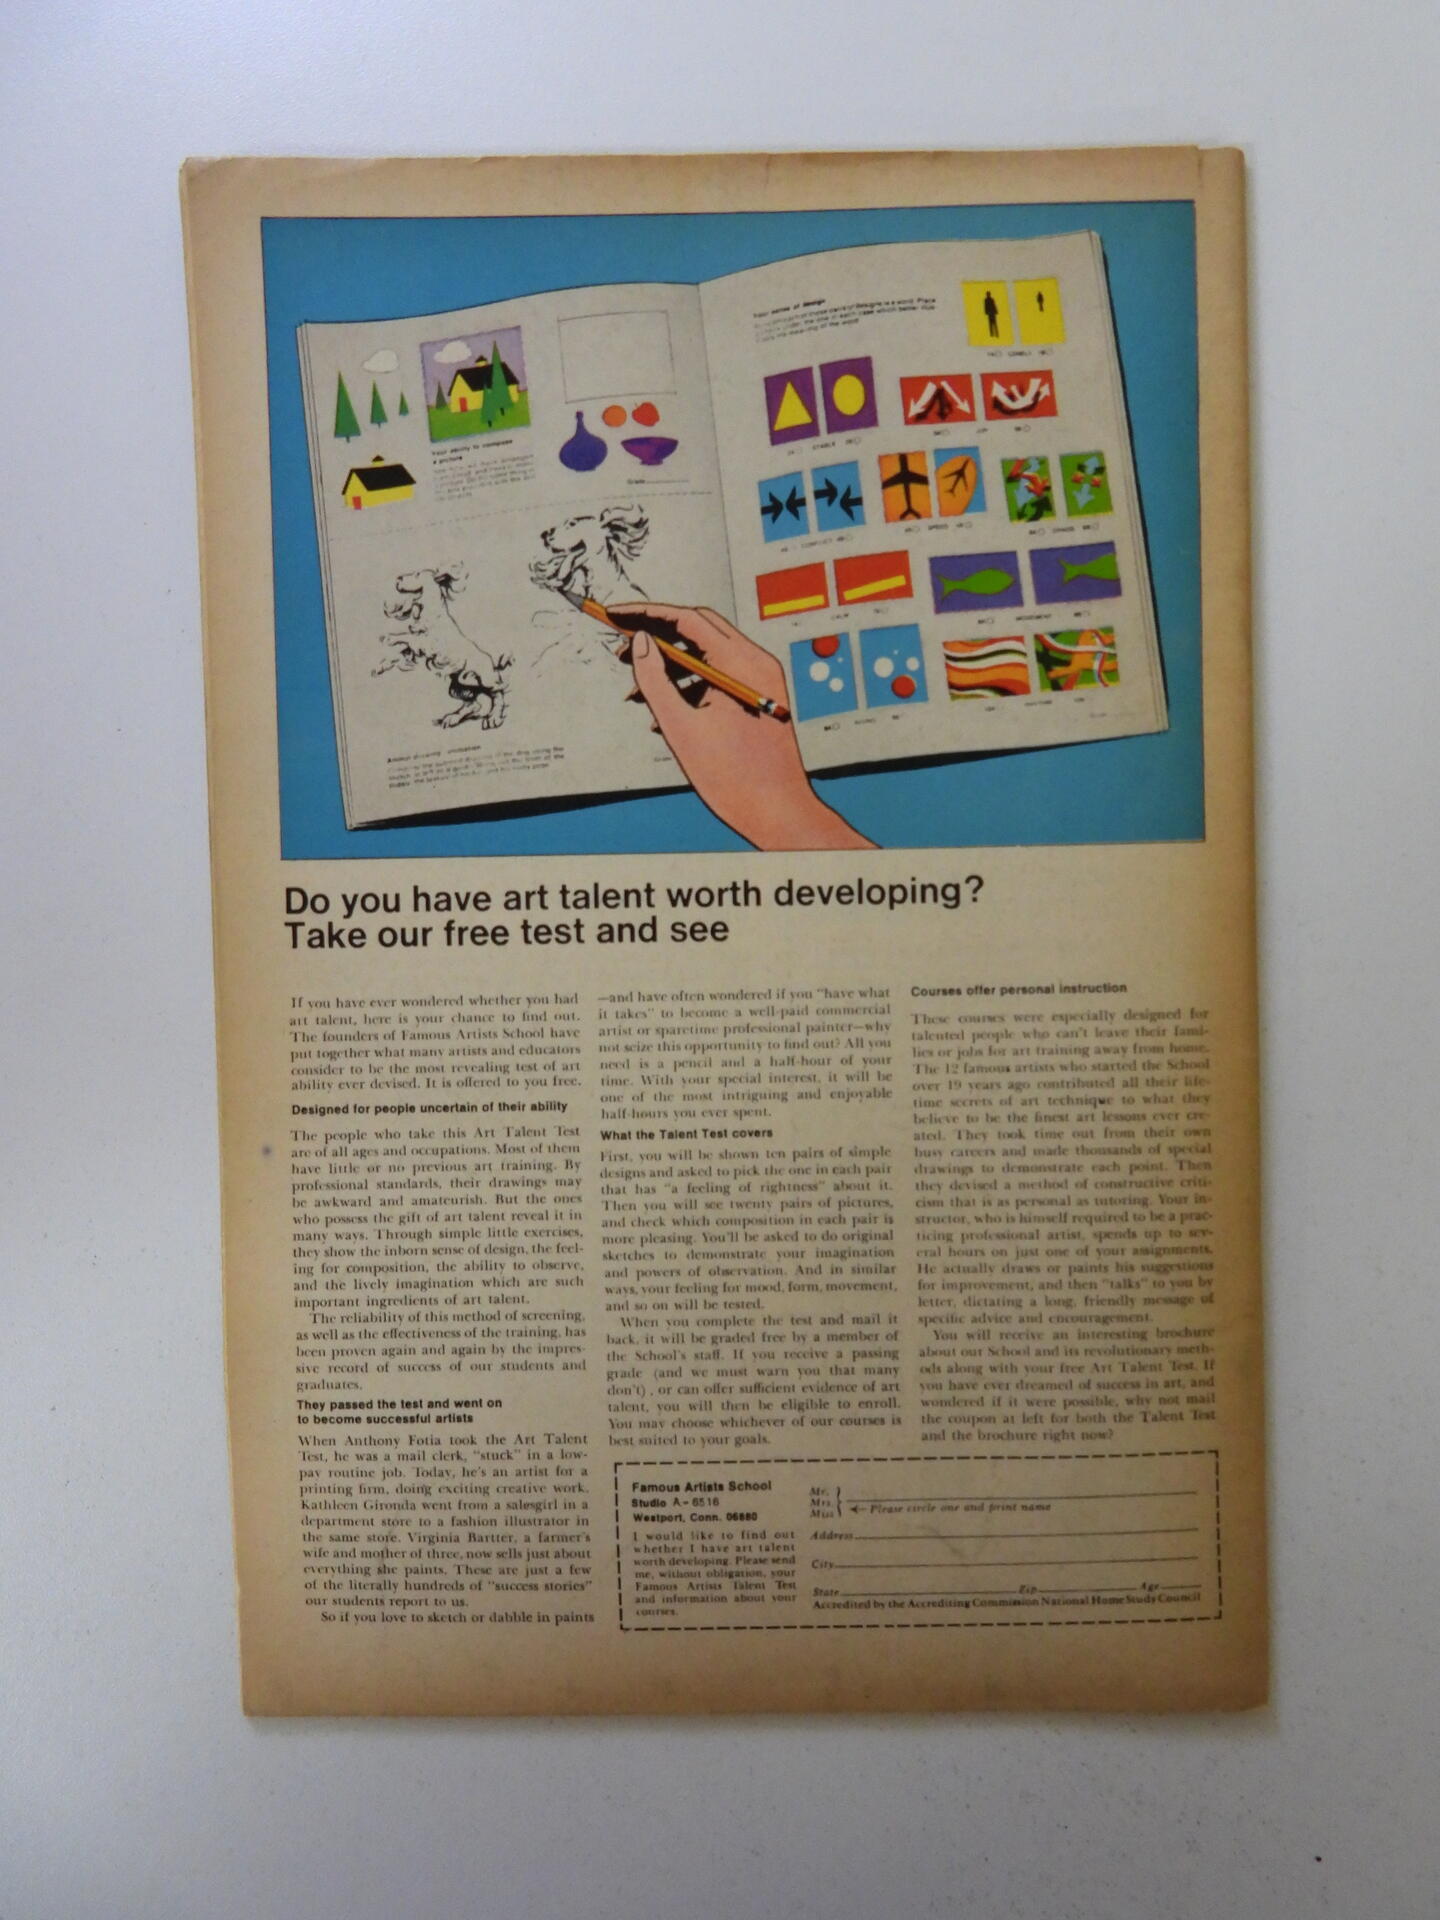 Your sense of design
Your ability to compose
a picture
Grade
STABLE
JOY
CONFLICT
SPEED
CALM
MOVEMENT
Do you have art talent worth developing?
Take our free test and see
If you have ever wondered whether you had
art talent, here is your chance to find out.
The founders of Famous Artists School have
put together what many artists and educators
consider to be the most revealing test of art
ability ever devised. It is offered to you free.
Designed for people uncertain of their ability
The people who take this Art Talent Test
are of all ages and occupations. Most of them
have little or no previous art training. By
professional standards, their drawings may
be awkward and amateurish. But the ones
who possess the gift of art talent reveal it in
many ways. Through simple little exercises,
they show the inborn sense of design, the feel-
ing for composition, the ability to observe,
and the lively imagination which are such
important ingredients of art talent.
The reliability of this method of screening,
as well as the effectiveness of the training, has
been proven again and again by the impres-
sive record of success of our students and
graduates.
They passed the test and went on
to become successful artists
When Anthony Fotia took the Art Talent
Test, he was a mail clerk, "stuck" in a low-
pay routine job. Today, he's an artist for a
printing firm, doing exciting creative work.
Kathleen Gironda went from a salesgirl in a
department store to a fashion illustrator in
the same store. Virginia Bartter, a farmer's
wife and mother of three, now sells just about
everything she paints. These are just a few
of the literally hundreds of "success stories"
our students report to us.
So if you love to sketch or dabble in paints
—and have often wondered if you "have what
it takes" to become a well-paid commercial
artist or sparetime professional painter—why
not seize this opportunity to find out? All you
need is a pencil and a half-hour of your
time. With your special interest, it will be
one of the most intriguing and enjoyable
half-hours you ever spent.
What the Talent Test covers
First, you will be shown ten pairs of simple
designs and asked to pick the one in each pair
that has "a feeling of rightness" about it.
Then you will see twenty pairs of pictures,
and check which composition in each pair is
more pleasing. You'll be asked to do original
sketches to demonstrate your imagination
and powers of observation. And in similar
ways, your feeling for mood, form, movement,
and so on will be tested.
When you complete the test and mail it
back, it will be graded free by a member of
the School's staff. If you receive a passing
grade (and we must warn you that many
don't), or can offer sufficient evidence of art
talent, you will then be eligible to enroll.
You may choose whichever of our courses is
best suited to your goals.
Courses offer personal instruction
These courses were especially designed for
talented people who can't leave their fami-
lies or jobs for art training away from home.
The 12 famous artists who started the School
over 19 years ago contributed all their life-
time secrets of art technique to what they
believe to be the finest art lessons ever cre-
ated. They took time out from their own
busy careers and made thousands of special
drawings to demonstrate each point. Then
they devised a method of constructive criti-
cism that is as personal as tutoring. Your in-
structor, who is himself required to be a prac-
ticing professional artist, spends up to sev-
eral hours on just one of your assignments.
He actually draws or paints his suggestions
for improvement, and then "talks" to you by
letter, dictating a long, friendly message of
specific advice and encouragement.
You will receive an interesting brochure
about our School and its revolutionary meth-
ods along with your free Art Talent Test. If
you have ever dreamed of success in art, and
wondered if it were possible, why not mail
the coupon at left for both the Talent Test
and the brochure right now?
Famous Artists School
Studio A-6516
Westport, Conn. 06880
I would like to find out
whether I have art talent
worth developing. Please send
me, without obligation, your
Famous Artists Talent Test
and information about your
courses.
Mr.
Mrs.
Miss
Please circle one and print name
Address
City
State Zip Age
Accredited by the Accrediting Commission National Home Study Council